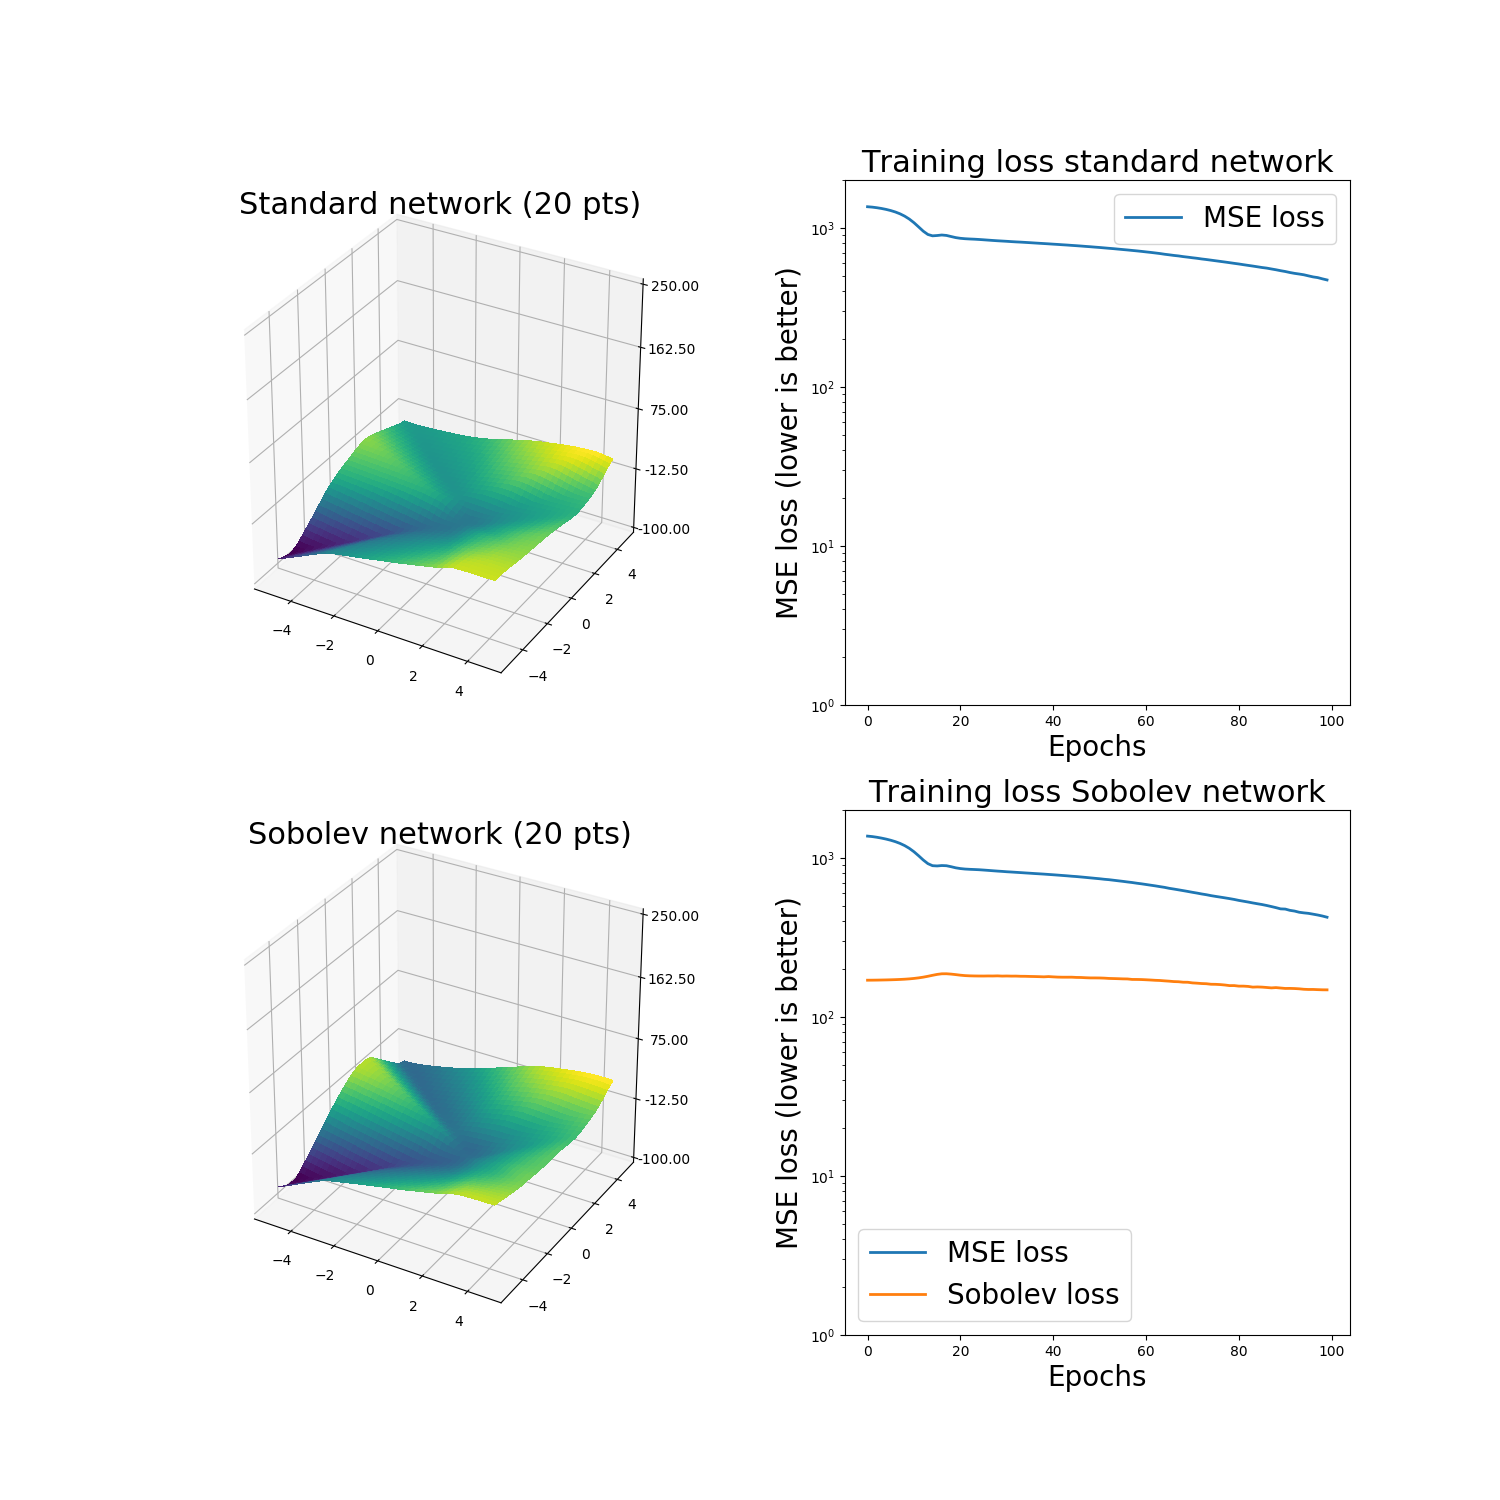 Standard network (20 pts)
250.00
162.50
75.00
-12.50
-100.00
−4
−2
0
2
4
−4
−2
0
2
4
Training loss standard network
MSE loss
MSE loss (lower is better)
10³
10²
10¹
10⁰
0 20 40 60 80 100
Epochs
Sobolev network (20 pts)
250.00
162.50
75.00
-12.50
-100.00
−4
−2
0
2
4
−4
−2
0
2
4
Training loss Sobolev network
MSE loss (lower is better)
10³
10²
10¹
10⁰
MSE loss
Sobolev loss
0 20 40 60 80 100
Epochs